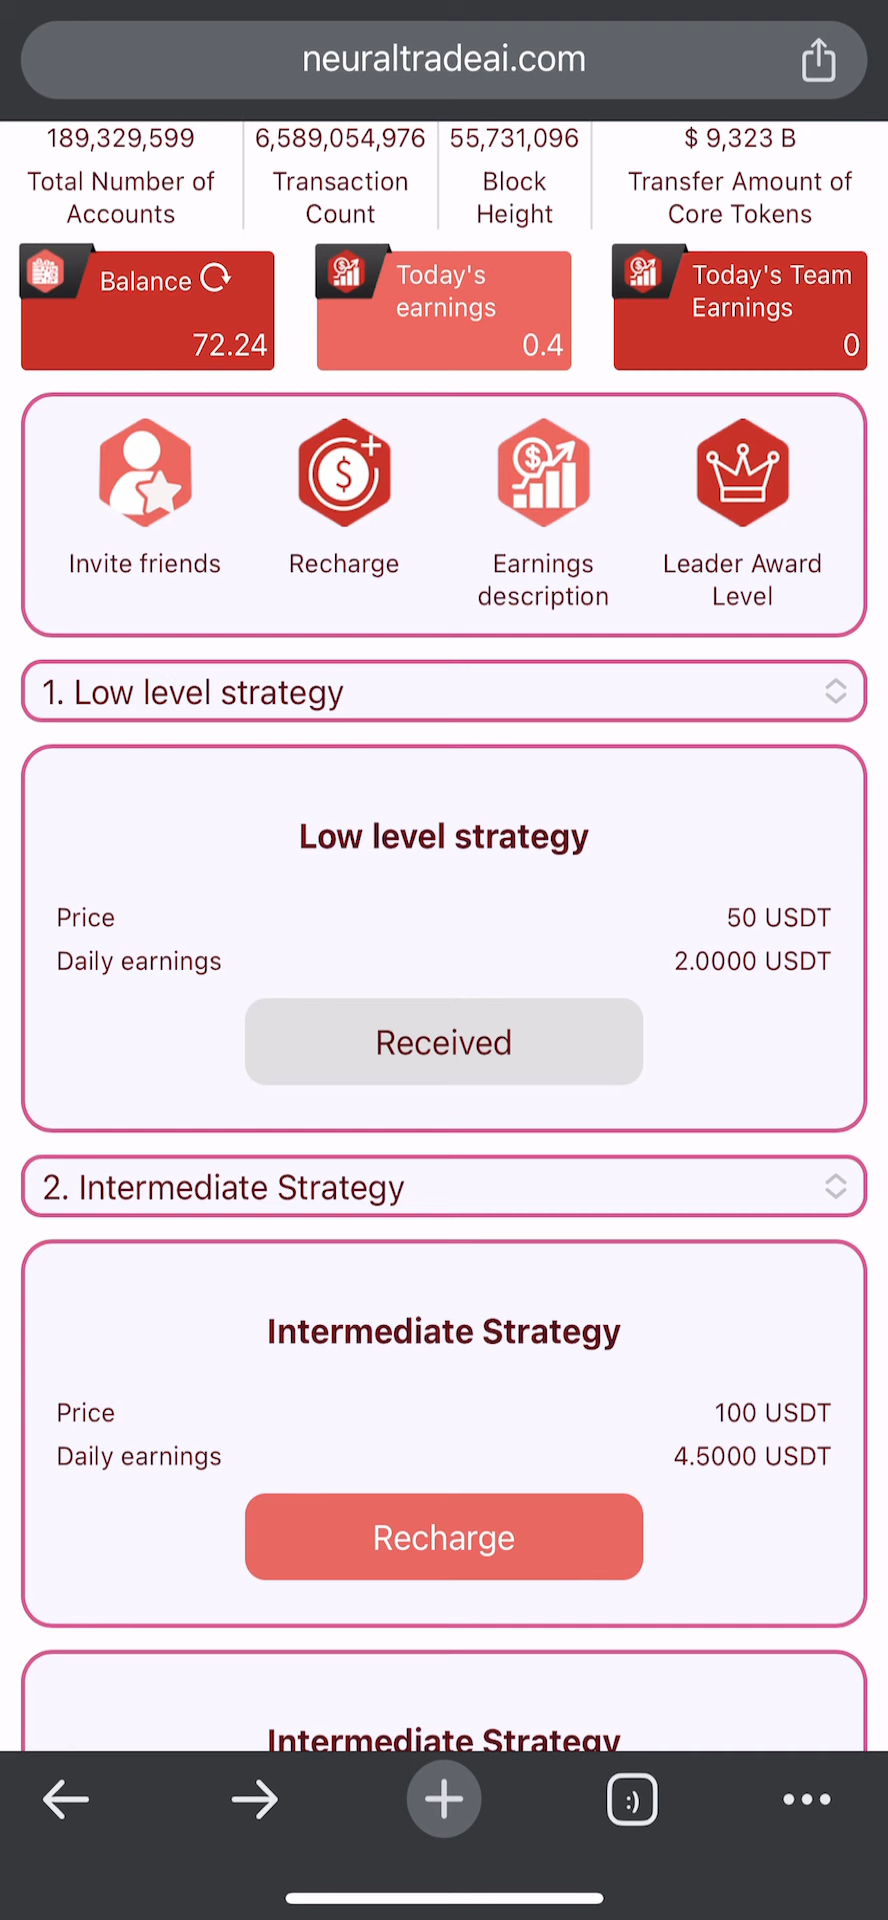 neuraltradeai.com
189,329,599
6,589,054,976
55,731,096
$ 9,323 B
Total Number of
Accounts
Transaction
Count
Block
Height
Transfer Amount of
Core Tokens
Balance
72.24
Today's
earnings
0.4
Today's Team
Earnings
0
Invite friends
Recharge
Earnings
description
Leader Award
Level
1. Low level strategy
Low level strategy
Price 50 USDT
Daily earnings 2.0000 USDT
Received
2. Intermediate Strategy
Intermediate Strategy
Price 100 USDT
Daily earnings 4.5000 USDT
Recharge
Intermediate Strategy
:)